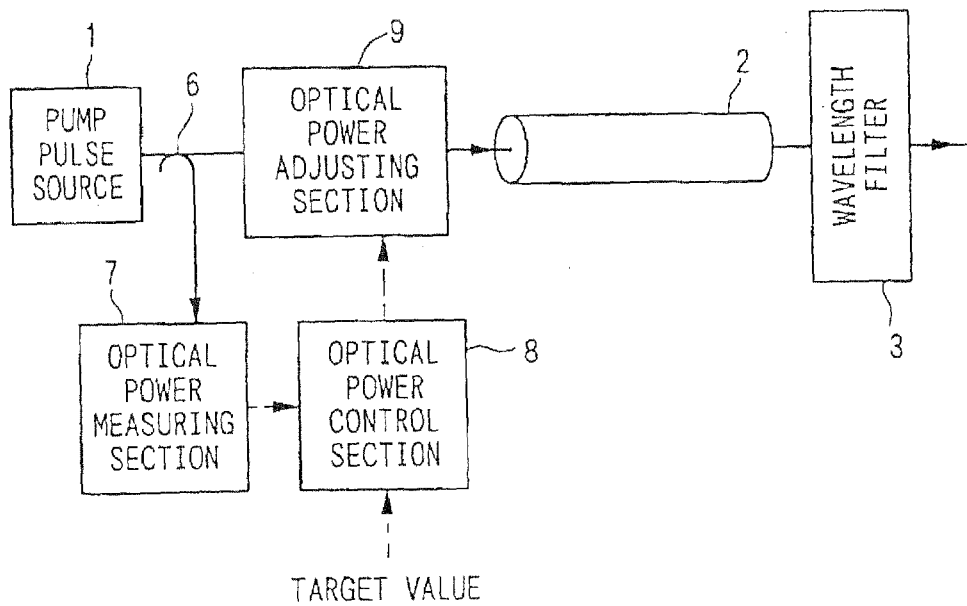 1
PUMP
PULSE
SOURCE
6
9
OPTICAL
POWER
ADJUSTING
SECTION
2
WAVELENGTH
FILTER
3
7
OPTICAL
POWER
MEASURING
SECTION
OPTICAL
POWER
CONTROL
SECTION
8
TARGET VALUE